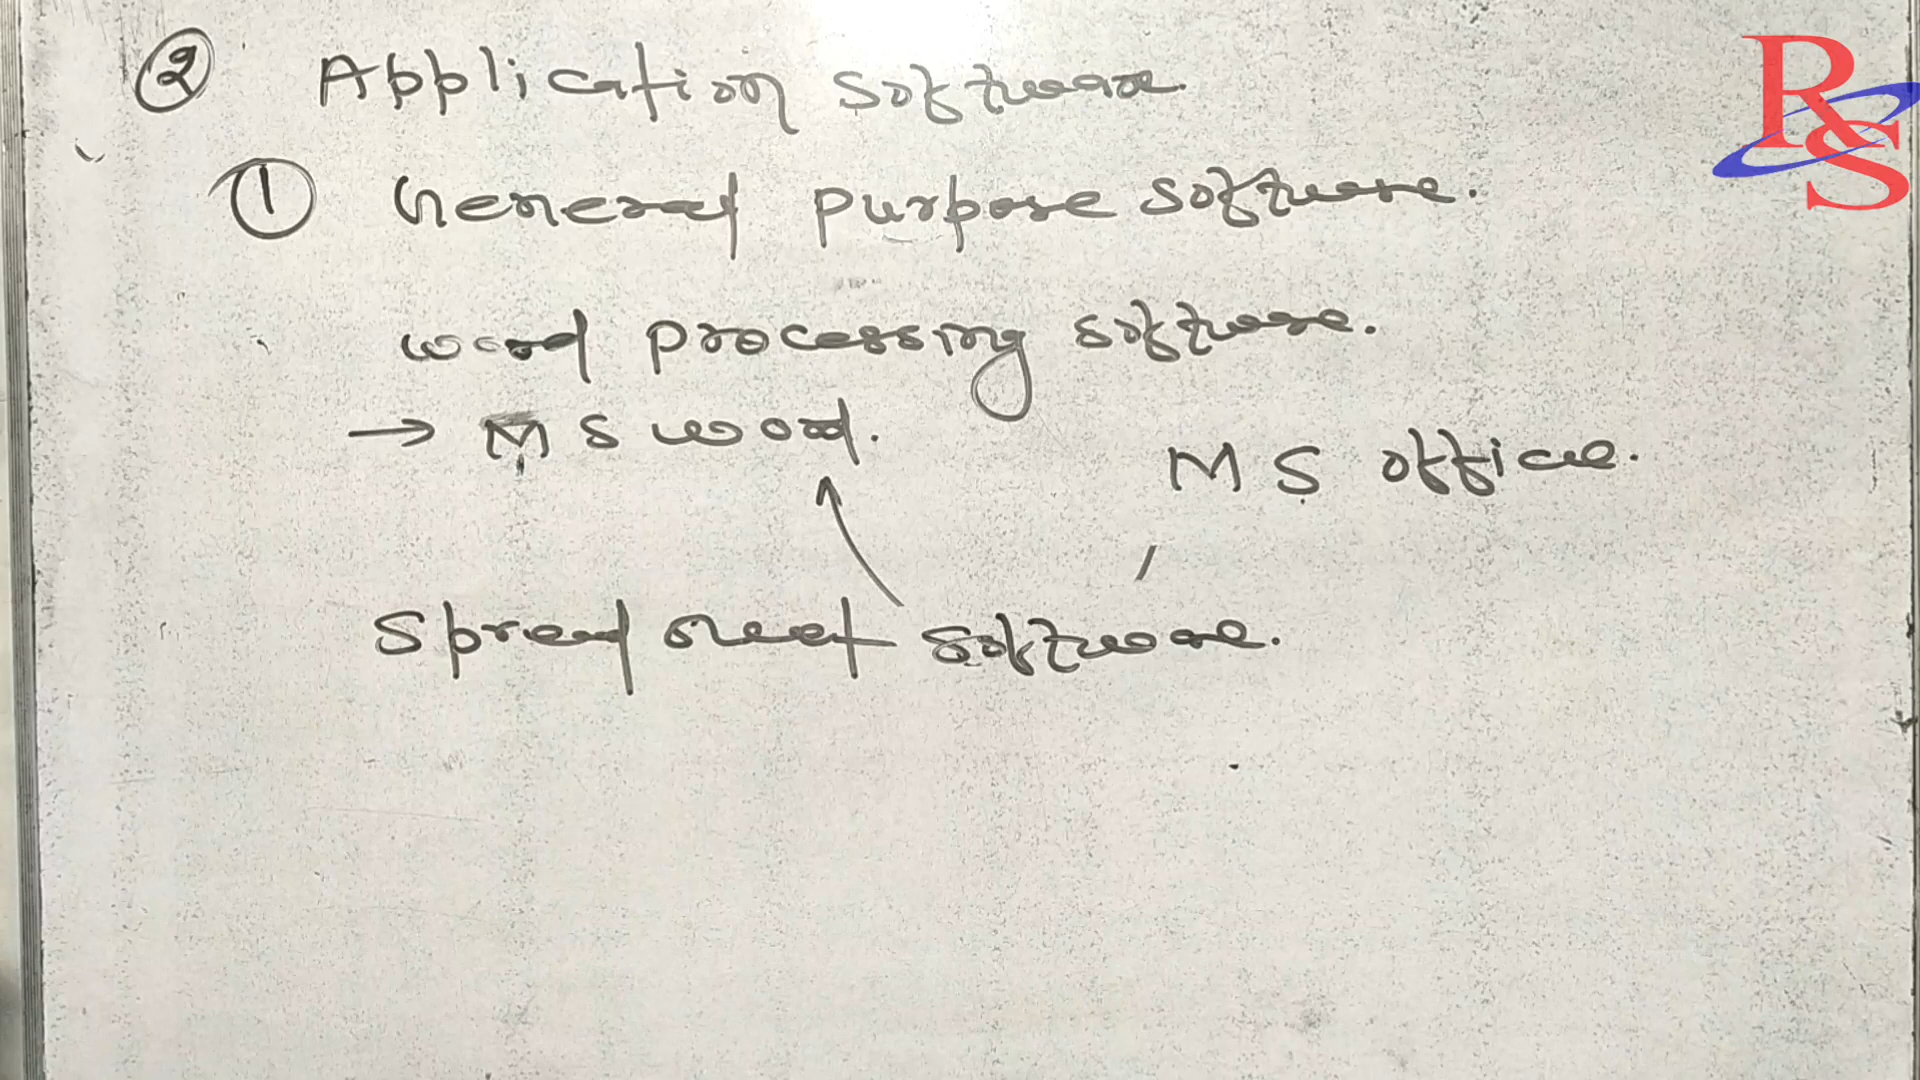 ② Application Software.
① General purpose software.
word processing software.
→ MS word.
MS office.
Spread sheet software.
RS